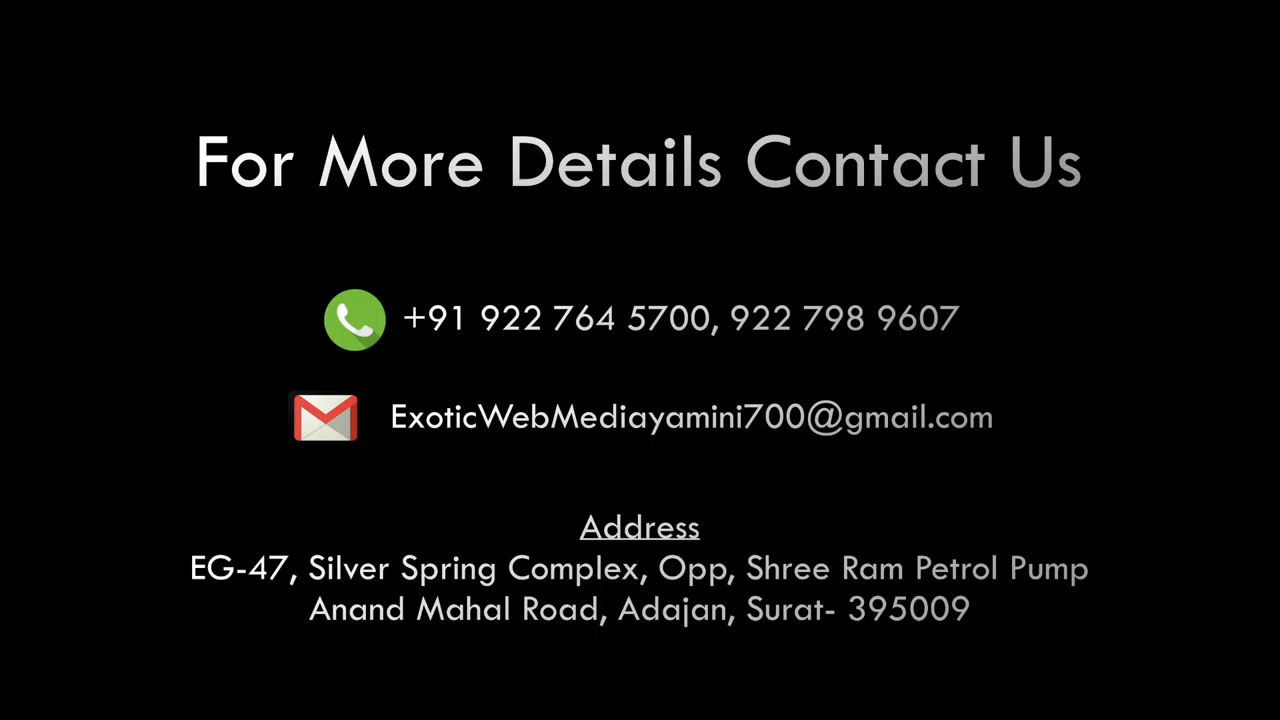 For More Details Contact Us
+91 922 764 5700, 922 798 9607
ExoticWebMediayamini700@gmail.com
Address
EG-47, Silver Spring Complex, Opp, Shree Ram Petrol Pump
Anand Mahal Road, Adajan, Surat- 395009